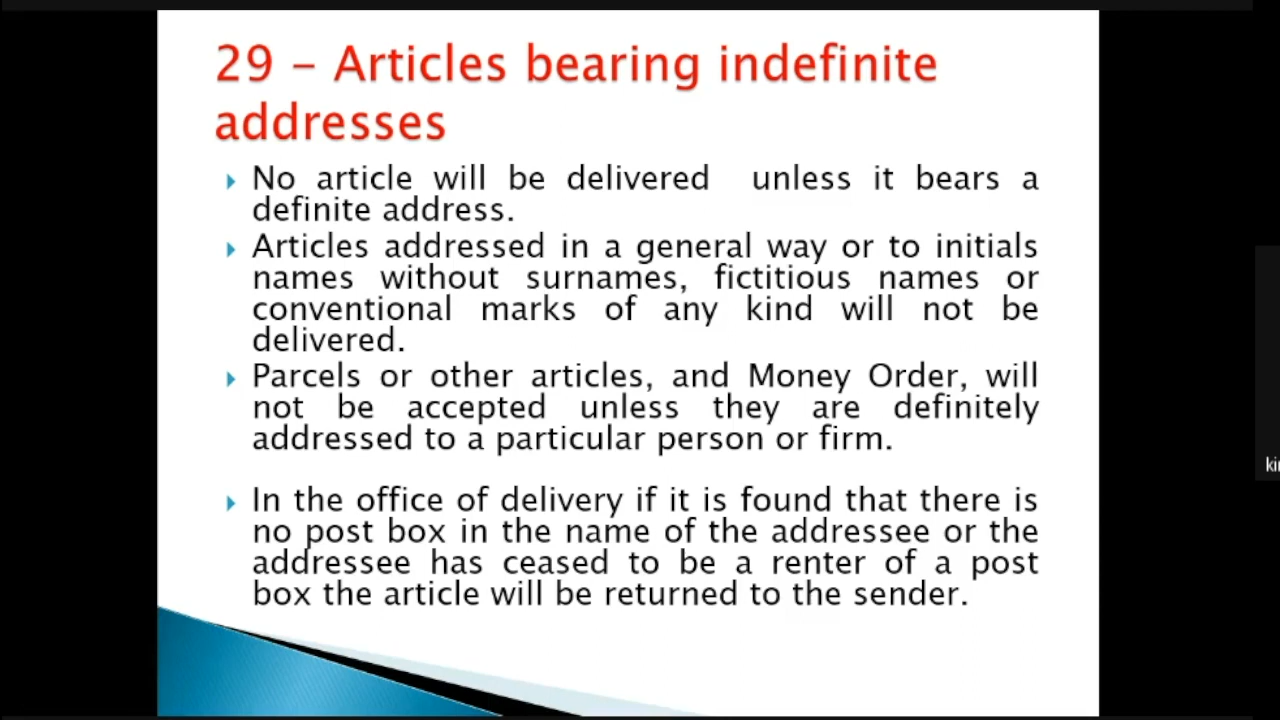 29 – Articles bearing indefinite
addresses
No article will be delivered unless it bears a
definite address.
Articles addressed in a general way or to initials
names without surnames, fictitious names or
conventional marks of any kind will not be
delivered.
Parcels or other articles, and Money Order, will
not be accepted unless they are definitely
addressed to a particular person or firm.
In the office of delivery if it is found that there is
no post box in the name of the addressee or the
addressee has ceased to be a renter of a post
box the article will be returned to the sender.